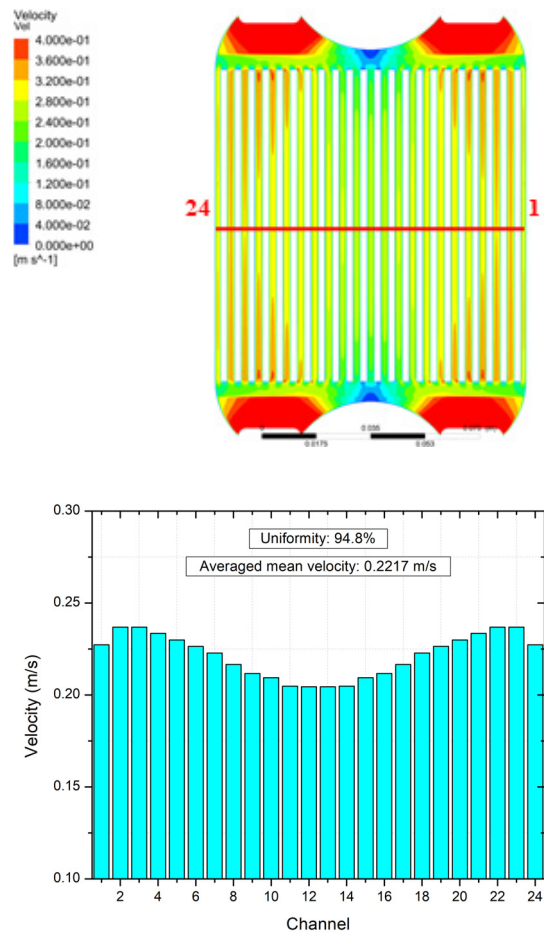 Velocity
Vel
4.000e-01
3.600e-01
3.200e-01
2.800e-01
2.400e-01
2.000e-01
1.600e-01
1.200e-01
8.000e-02
4.000e-02
0.000e+00
[m s^-1]
24
1
0.035
0.0175
0.053
0.30
0.25
0.20
0.15
0.10
Velocity (m/s)
Uniformity: 94.8%
Averaged mean velocity: 0.2217 m/s
2 4 6 8 10 12 14 16 18 20 22 24
Channel